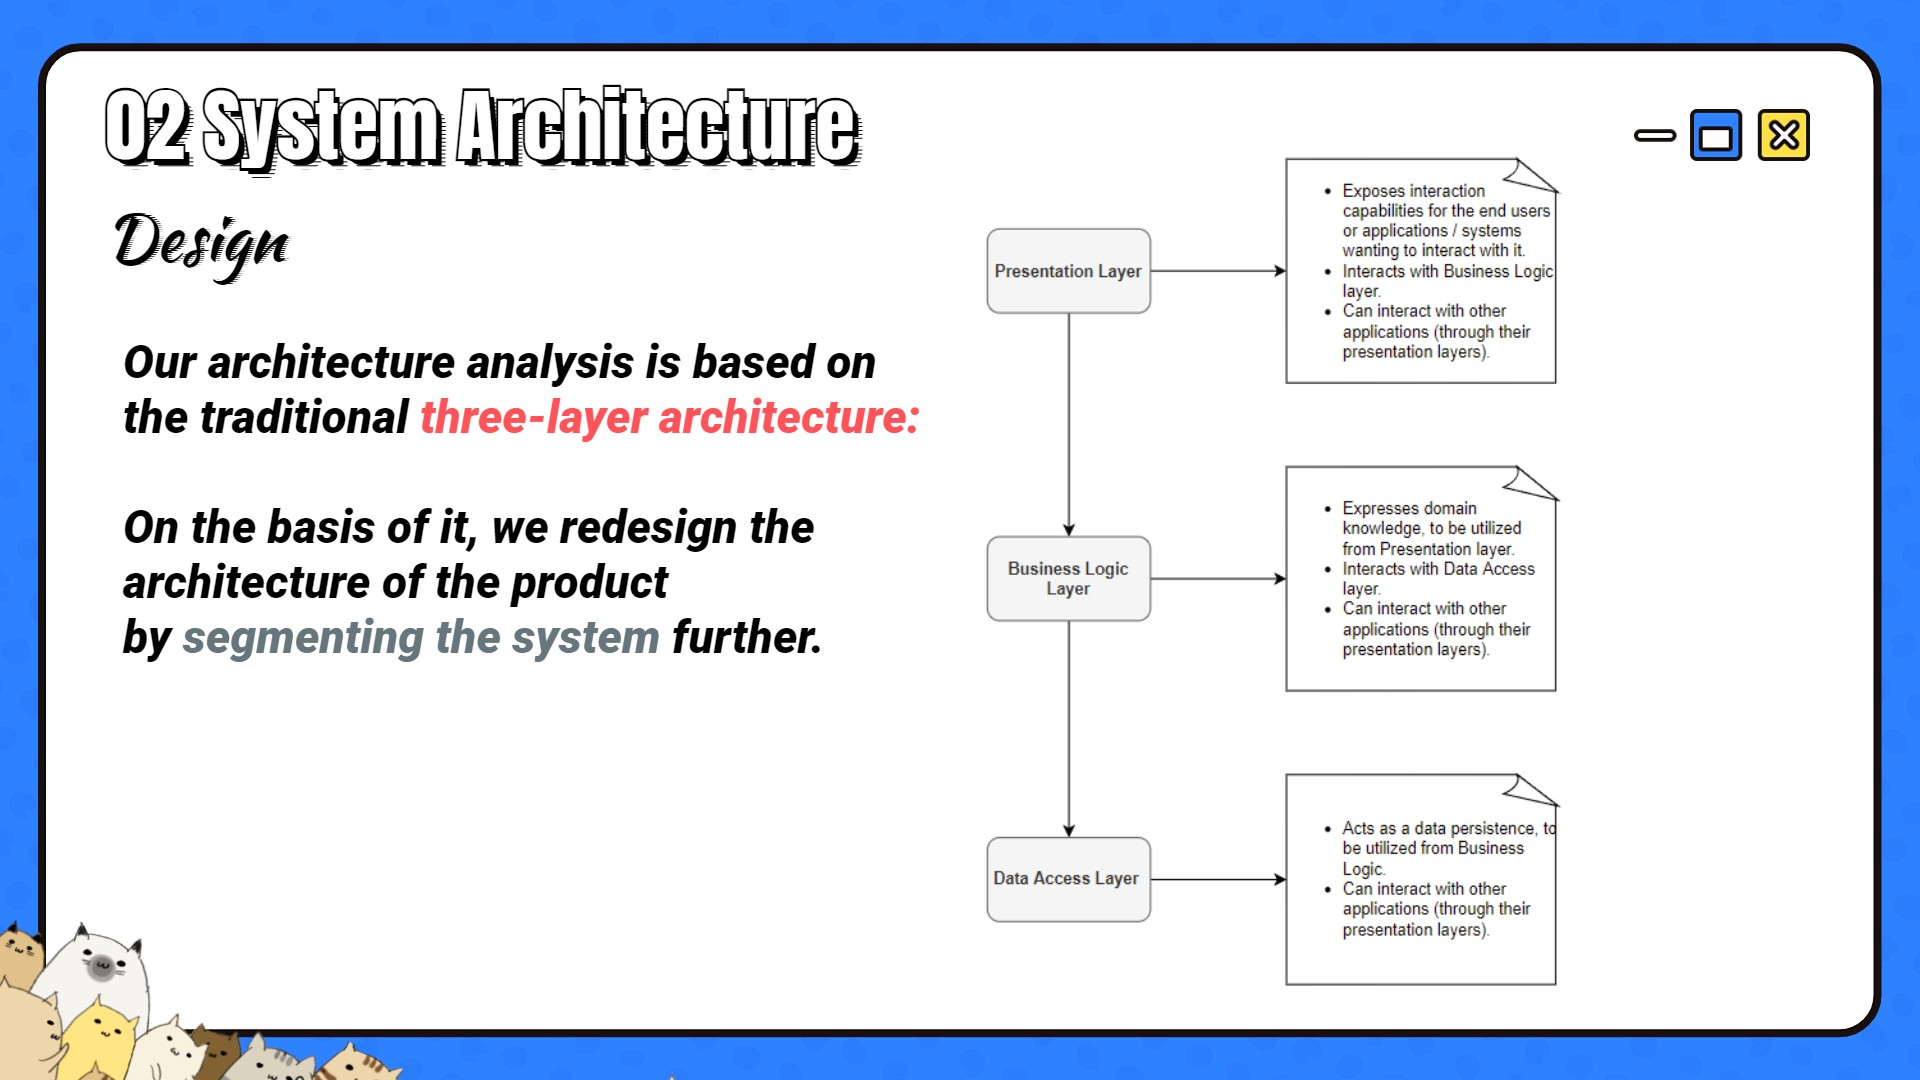 02 System Architecture
Design
Our architecture analysis is based on
the traditional three-layer architecture:
On the basis of it, we redesign the
architecture of the product
by segmenting the system further.
Presentation Layer
• Exposes interaction
capabilities for the end users
or applications / systems
wanting to interact with it.
• Interacts with Business Logic
layer.
• Can interact with other
applications (through their
presentation layers).
Business Logic
Layer
• Expresses domain
knowledge, to be utilized
from Presentation layer.
• Interacts with Data Access
layer.
• Can interact with other
applications (through their
presentation layers).
Data Access Layer
• Acts as a data persistence, to
be utilized from Business
Logic.
• Can interact with other
applications (through their
presentation layers).